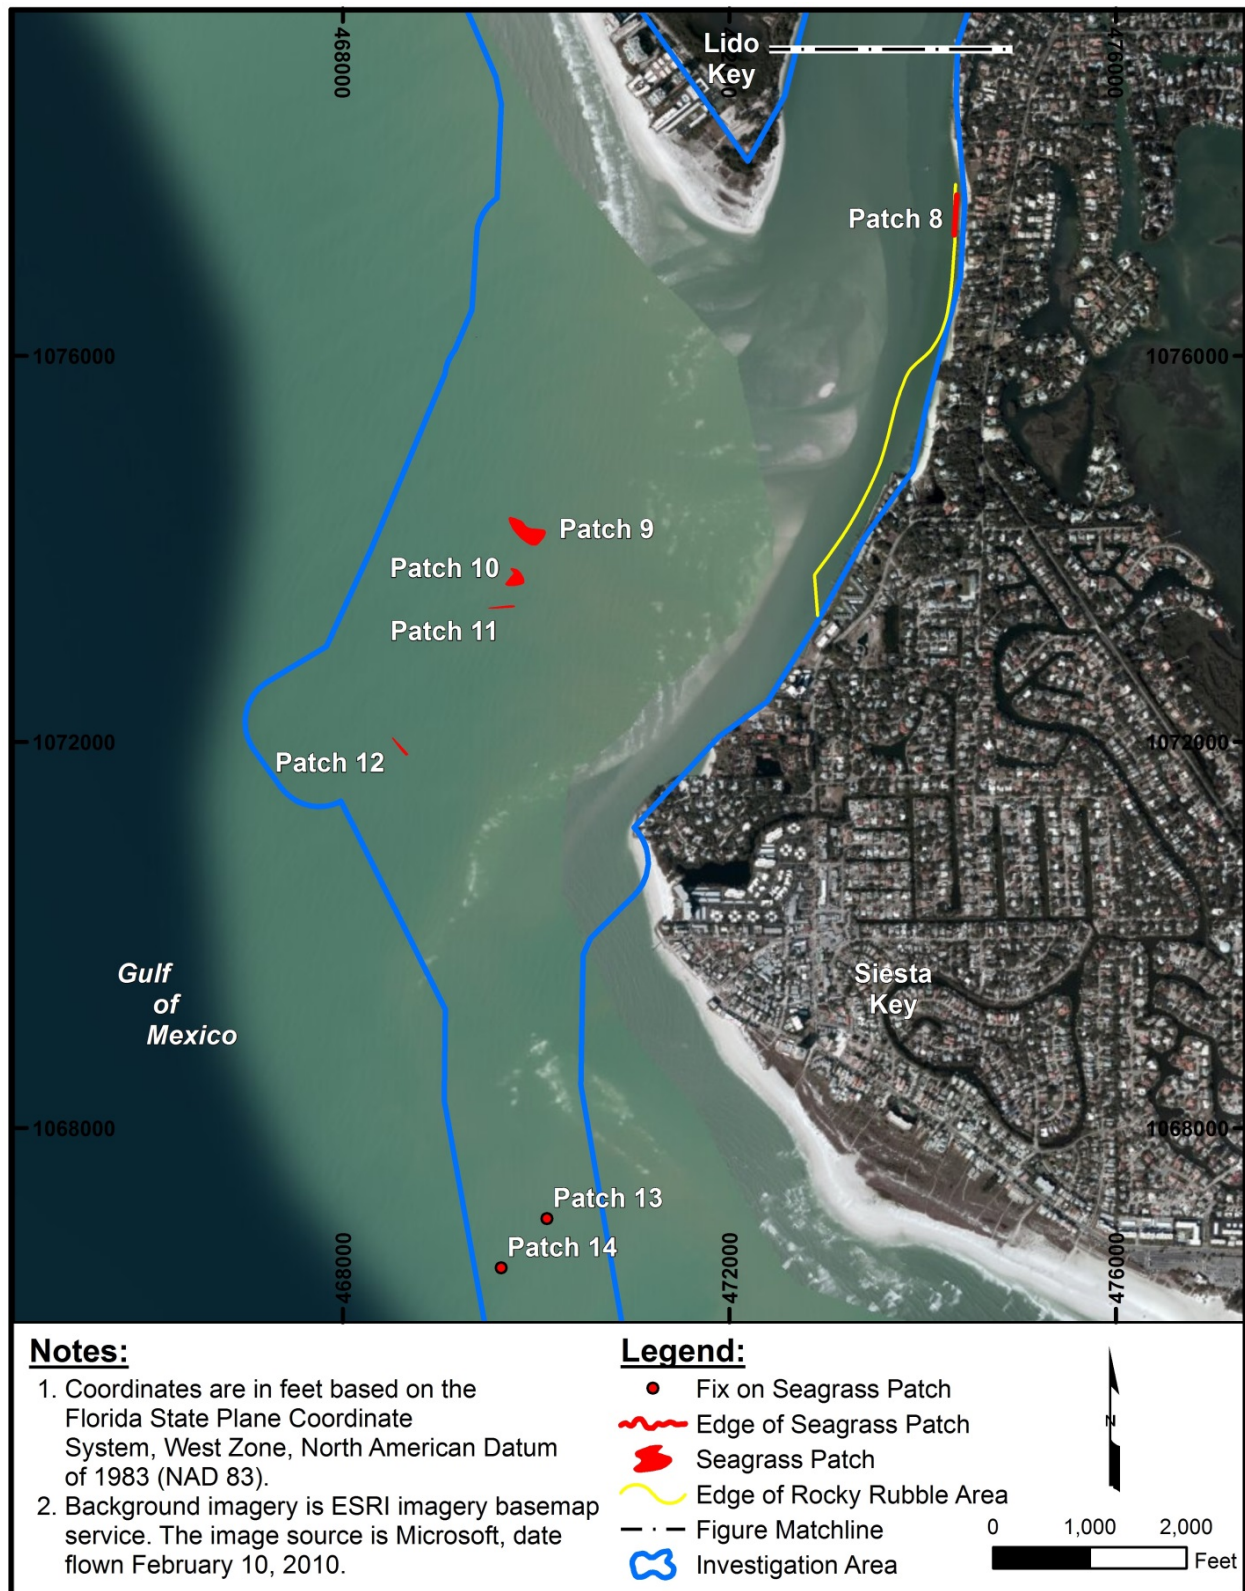 468000
472000
476000
Lido
Key
Patch 8
1076000
1076000
Patch 9
Patch 10
Patch 11
1072000
1072000
Patch 12
Gulf
of
Mexico
Siesta
Key
1068000
1068000
Patch 13
Patch 14
468000
472000
476000
Notes:
1. Coordinates are in feet based on the
Florida State Plane Coordinate
System, West Zone, North American Datum
of 1983 (NAD 83).
2. Background imagery is ESRI imagery basemap
service. The image source is Microsoft, date
flown February 10, 2010.
Legend:
Fix on Seagrass Patch
Edge of Seagrass Patch
Seagrass Patch
Edge of Rocky Rubble Area
Figure Matchline
Investigation Area
N
0 1,000 2,000
Feet